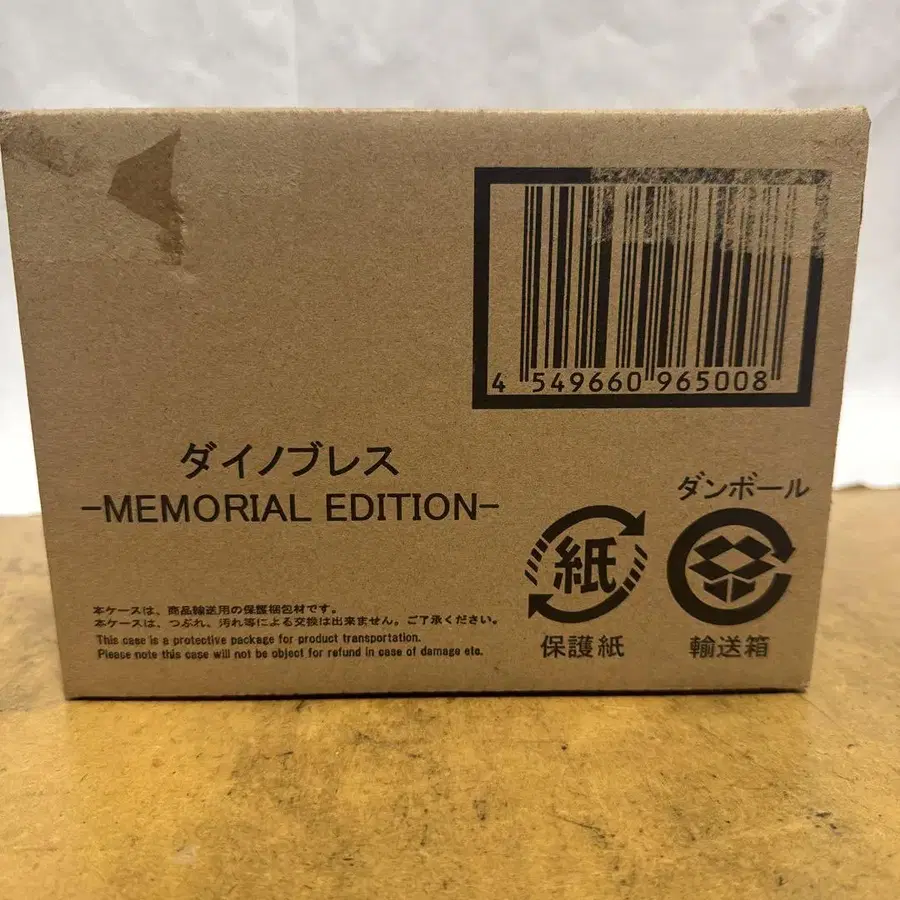 4 549660 965008
ダイノブレス
-MEMORIAL EDITION-
ダンボール
紙
保護紙
輸送箱
本ケースは、商品輸送用の保護梱包材です。
本ケースは、つぶれ、汚れ等による交換は出来ません。ご了承ください。
This case is a protective package for product transportation.
Please note this case will not be object for refund in case of damage etc.